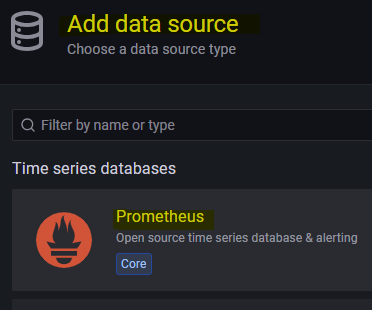 Add data source
Choose a data source type
Filter by name or type
Time series databases
Prometheus
Open source time series database & alerting
Core